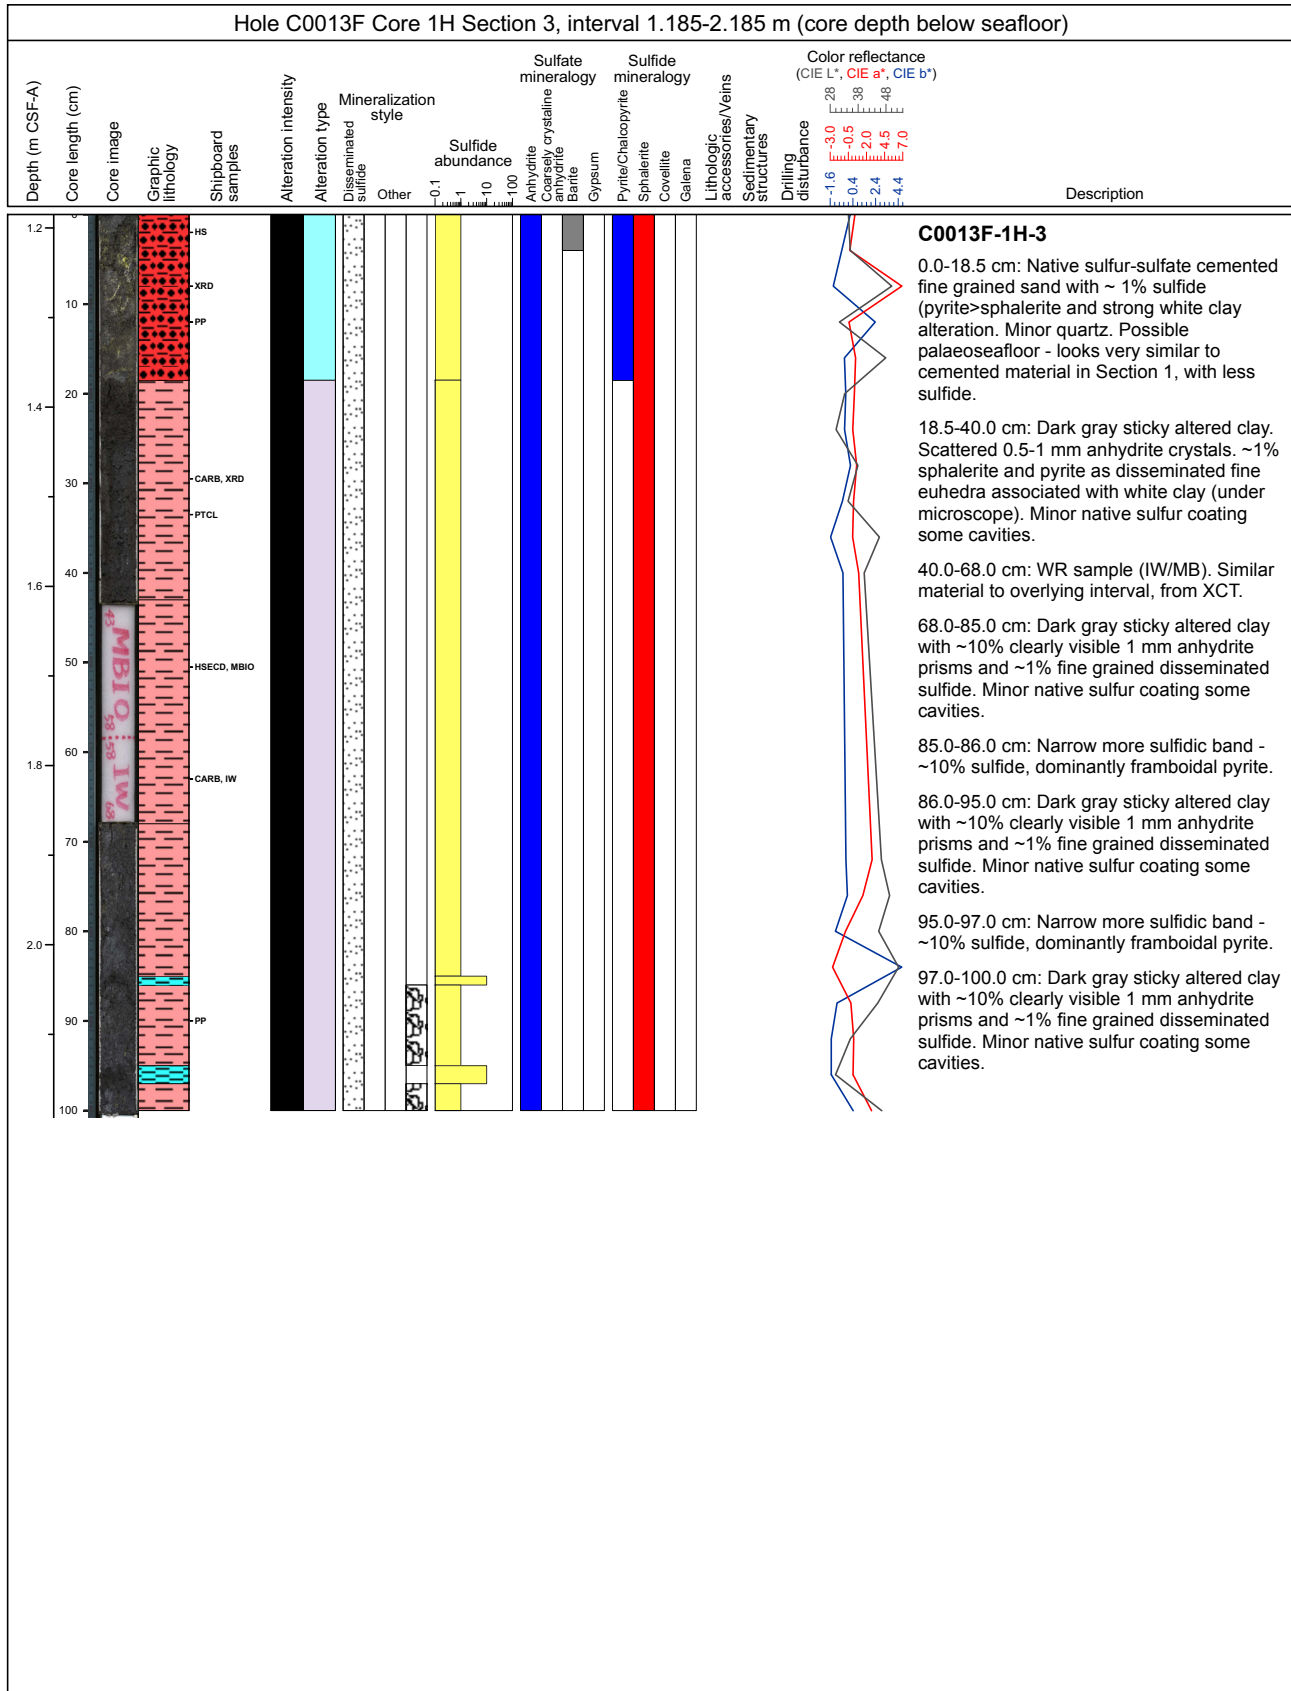 Hole C0013F Core 1H Section 3, interval 1.185-2.185 m (core depth below seafloor)
Depth (m CSF-A)
Core length (cm)
Core image
Graphic
lithology
Shipboard
samples
Alteration intensity
Alteration type
Mineralization
style
Disseminated
sulfide
Other
Sulfide
abundance
0.1
1
10
100
Sulfate
mineralogy
Anhydrite
Coarsely crystaline
anhydrite
Barite
Gypsum
Sulfide
mineralogy
Pyrite/Chalcopyrite
Sphalerite
Covellite
Galena
Lithologic
accessories/Veins
Sedimentary
structures
Drilling
disturbance
Color reflectance
(CIE L*, CIE a*, CIE b*)
28 38 48
-3.0 -0.5 2.0 4.5 7.0
-1.6 0.4 2.4 4.4
Description
1.2
1.4
1.6
1.8
2.0
0
10
20
30
40
50
60
70
80
90
100
43 MBIO 58
58 IW 68
HS
XRD
PP
CARB, XRD
PTCL
HSECD, MBIO
CARB, IW
PP
C0013F-1H-3
0.0-18.5 cm: Native sulfur-sulfate cemented
fine grained sand with ~ 1% sulfide
(pyrite>sphalerite and strong white clay
alteration. Minor quartz. Possible
palaeoseafloor - looks very similar to
cemented material in Section 1, with less
sulfide.
18.5-40.0 cm: Dark gray sticky altered clay.
Scattered 0.5-1 mm anhydrite crystals. ~1%
sphalerite and pyrite as disseminated fine
euhedra associated with white clay (under
microscope). Minor native sulfur coating
some cavities.
40.0-68.0 cm: WR sample (IW/MB). Similar
material to overlying interval, from XCT.
68.0-85.0 cm: Dark gray sticky altered clay
with ~10% clearly visible 1 mm anhydrite
prisms and ~1% fine grained disseminated
sulfide. Minor native sulfur coating some
cavities.
85.0-86.0 cm: Narrow more sulfidic band -
~10% sulfide, dominantly framboidal pyrite.
86.0-95.0 cm: Dark gray sticky altered clay
with ~10% clearly visible 1 mm anhydrite
prisms and ~1% fine grained disseminated
sulfide. Minor native sulfur coating some
cavities.
95.0-97.0 cm: Narrow more sulfidic band -
~10% sulfide, dominantly framboidal pyrite.
97.0-100.0 cm: Dark gray sticky altered clay
with ~10% clearly visible 1 mm anhydrite
prisms and ~1% fine grained disseminated
sulfide. Minor native sulfur coating some
cavities.